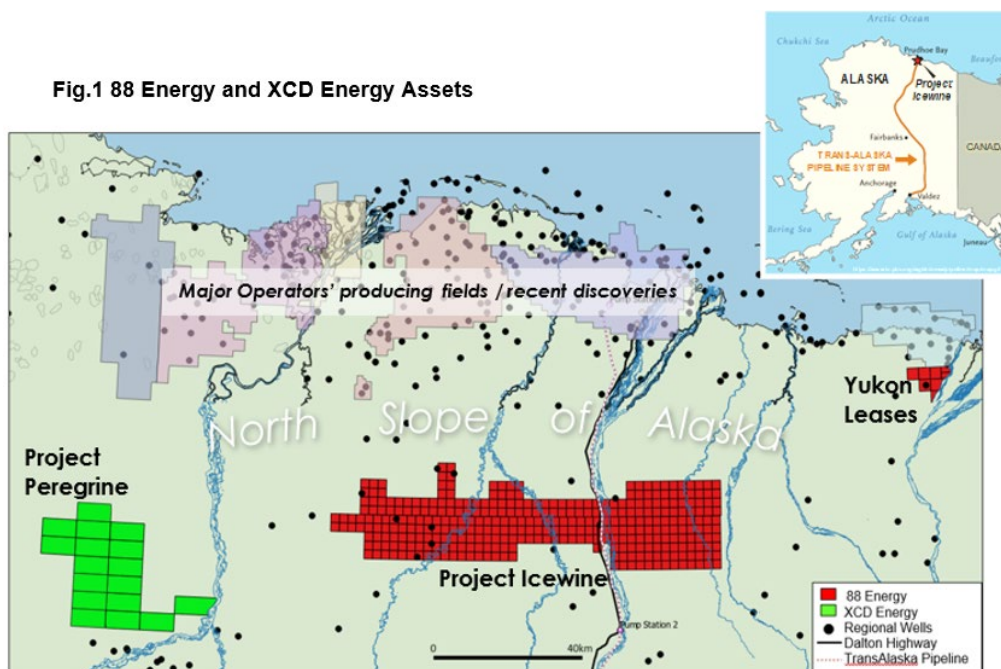 Fig.1 88 Energy and XCD Energy Assets
Arctic Ocean
Chukchi Sea
Prudhoe Bay
ALASKA
Project
Icewine
Fairbanks
CANADA
TRANS-ALASKA
PIPELINE SYSTEM
Anchorage
Valdez
Bering Sea
Gulf of Alaska
Juneau
Major Operators' producing fields / recent discoveries
Yukon
Leases
North Slope of Alaska
Project
Peregrine
Project Icewine
Pump Station 2
0 40km
88 Energy
XCD Energy
Regional Wells
Dalton Highway
TransAlaska Pipeline